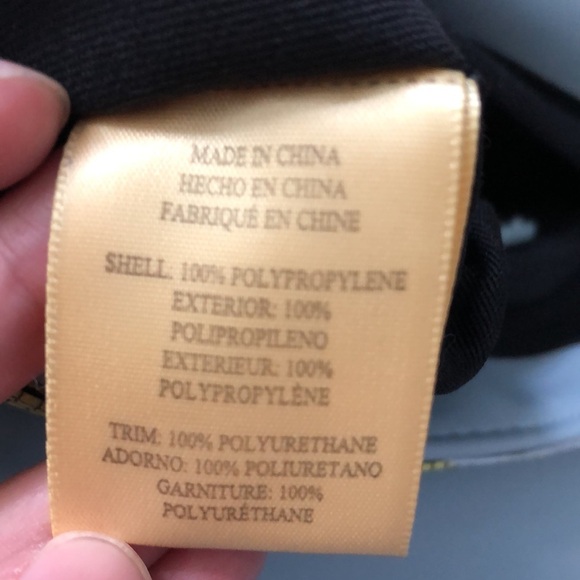 MADE IN CHINA
HECHO EN CHINA
FABRIQUÉ EN CHINE
SHELL: 100% POLYPROPYLENE
EXTERIOR: 100%
POLIPROPILENO
EXTERIEUR: 100%
POLYPROPYLÈNE
TRIM: 100% POLYURETHANE
ADORNO: 100% POLIURETANO
GARNITURE: 100%
POLYURÉTHANE